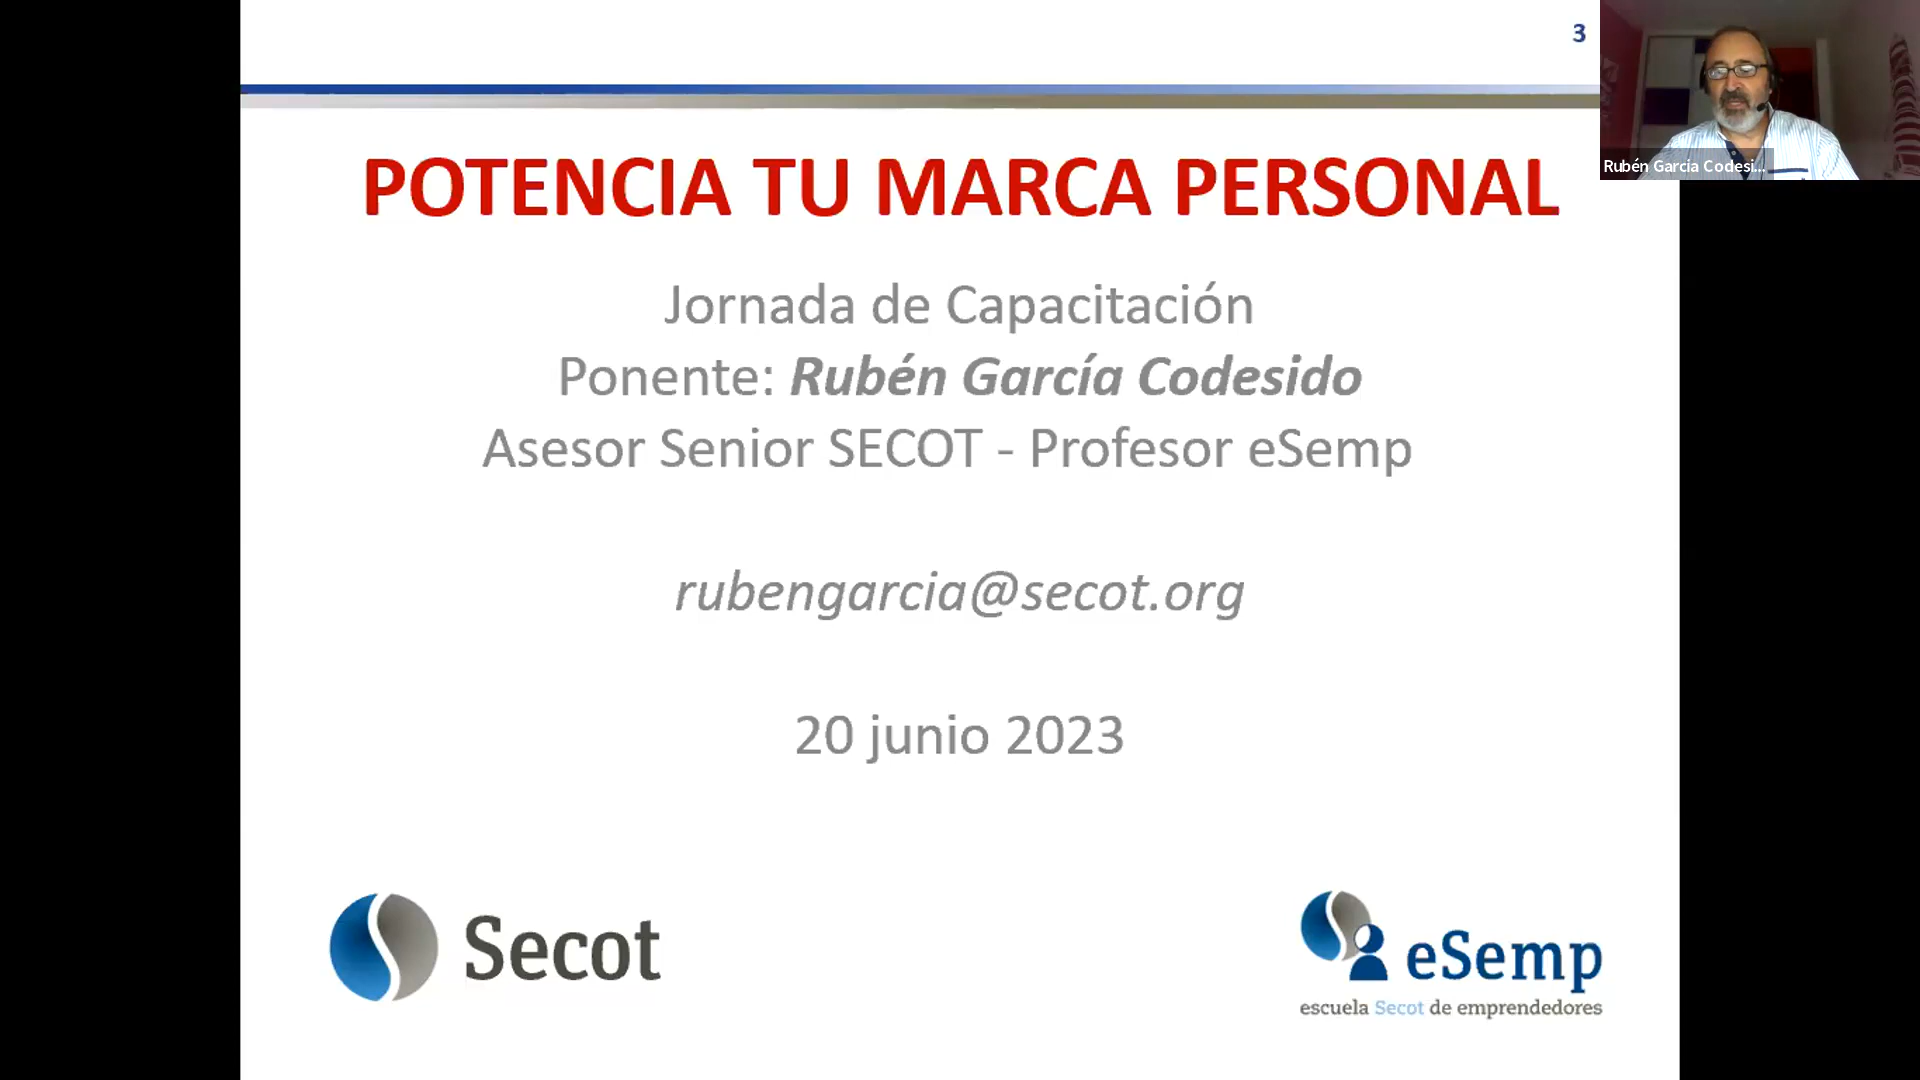 3
POTENCIA TU MARCA PERSONAL
Jornada de Capacitación
Ponente: Rubén García Codesido
Asesor Senior SECOT - Profesor eSemp
rubengarcia@secot.org
20 junio 2023
Secot
eSemp
escuela Secot de emprendedores
Rubén García Codesi...